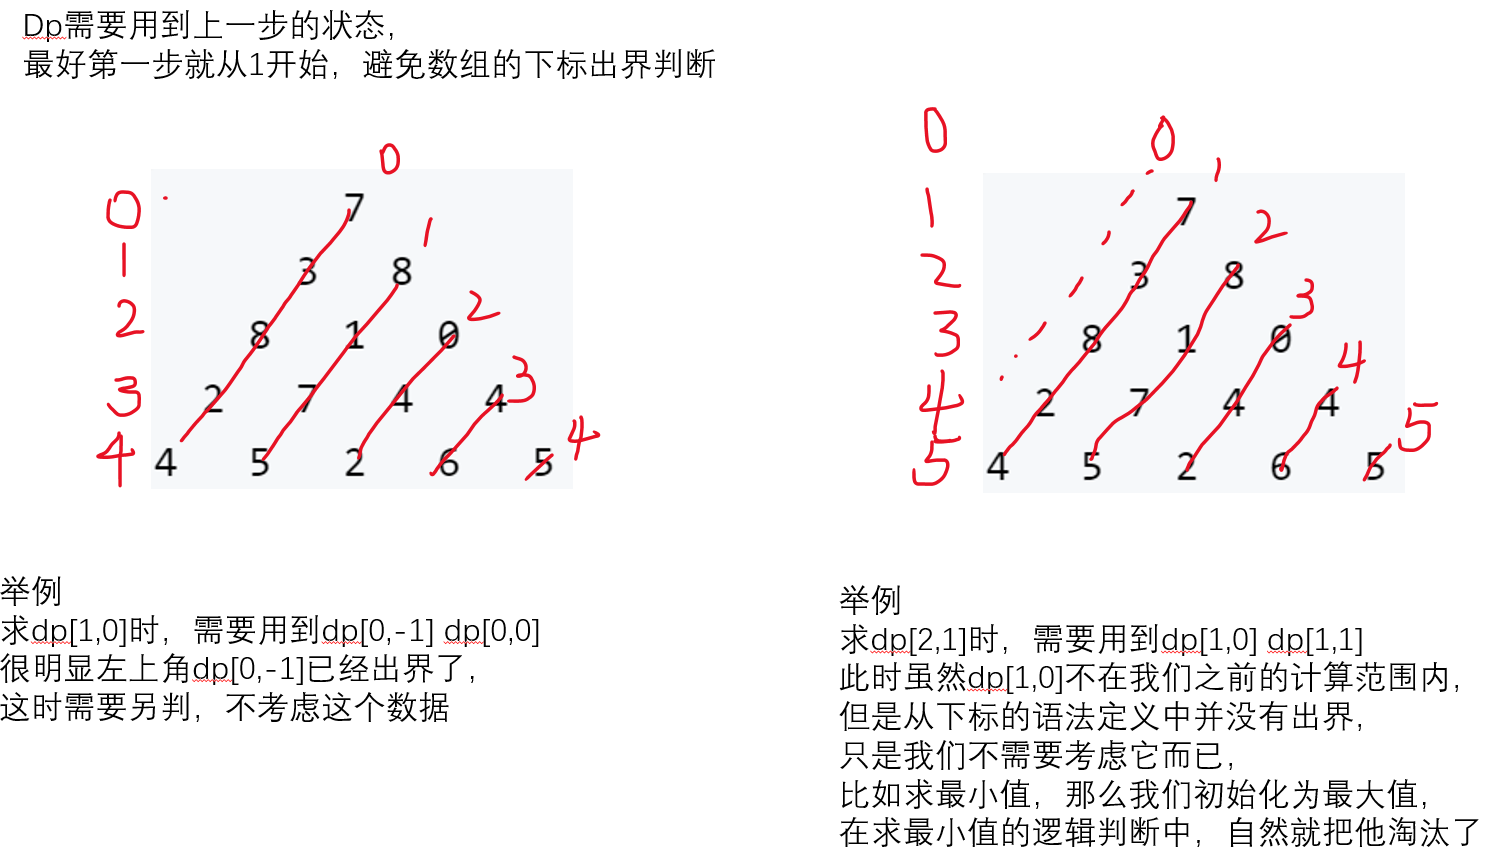 Dp需要用到上一步的状态,
最好第一步就从1开始，避免数组的下标出界判断
0
0 7
1
1 3 8
2
2 8 1 0
3
3 2 7 4 4
4
4 4 5 2 6 5
举例
求dp[1,0]时，需要用到dp[0,-1] dp[0,0]
很明显左上角dp[0,-1]已经出界了,
这时需要另判，不考虑这个数据
0 0
1
1 7
2
2 3 8
3
3 8 1 0
4
4 2 7 4 4
5
5 4 5 2 6 5
举例
求dp[2,1]时，需要用到dp[1,0] dp[1,1]
此时虽然dp[1,0]不在我们之前的计算范围内,
但是从下标的语法定义中并没有出界,
只是我们不需要考虑它而已,
比如求最小值，那么我们初始化为最大值,
在求最小值的逻辑判断中，自然就把他淘汰了